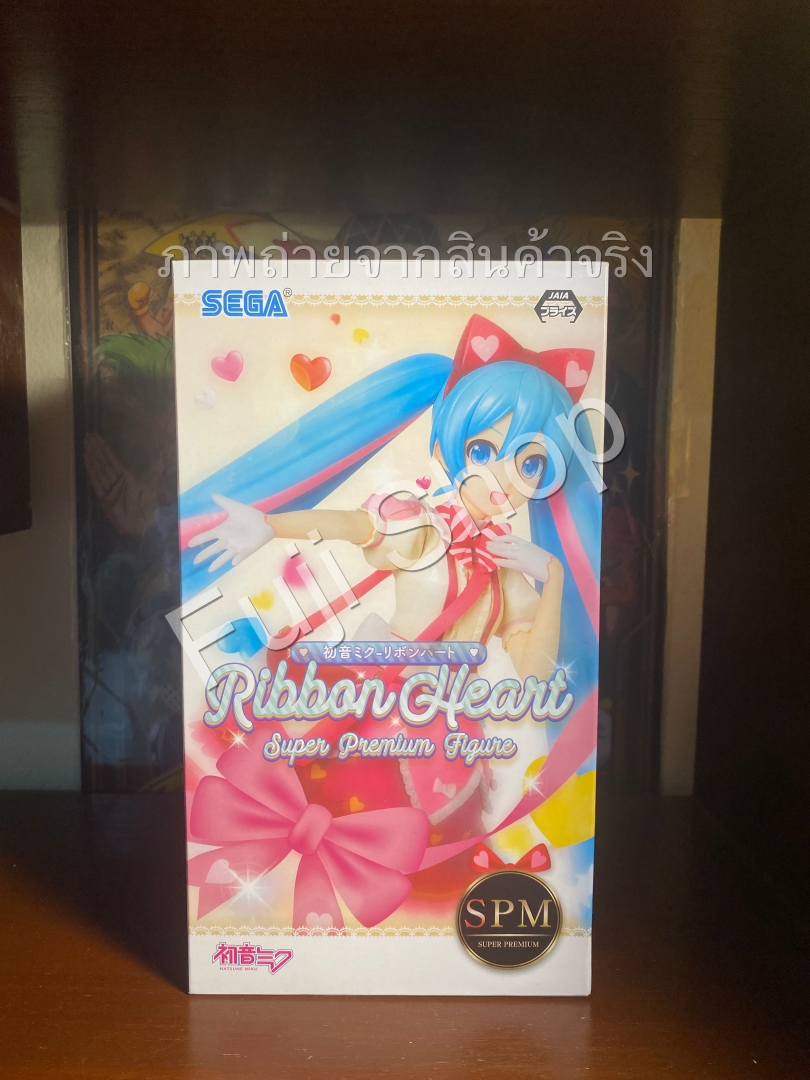 ภาพถ่ายจากสินค้าจริง
SEGA®
JAIA
プライズ
Fuji Shop
初音ミク-リボンハート
Ribbon Heart
Super Premium Figure
SPM
SUPER PREMIUM
初音ミク
HATSUNE MIKU